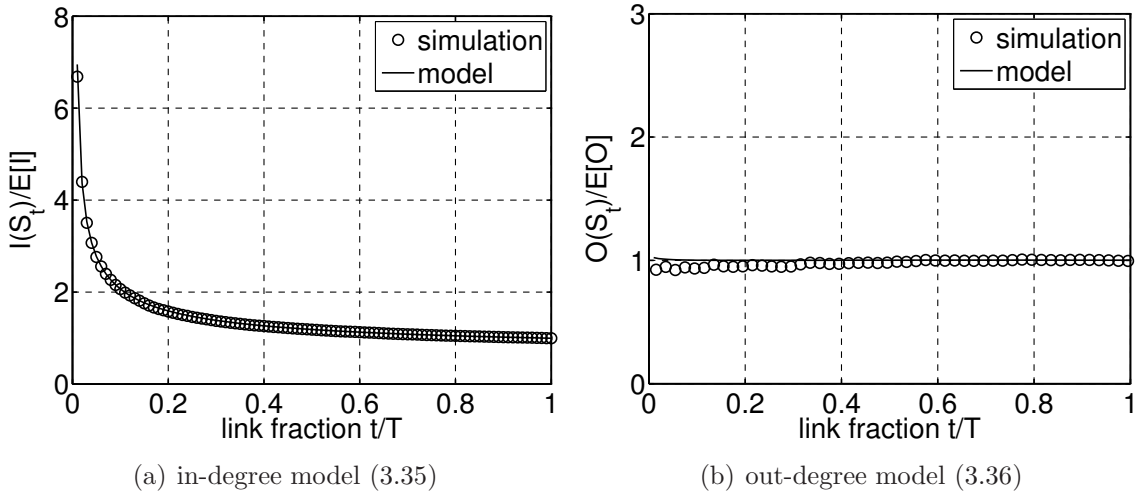 8
6
4
2
0
I(S_t)/E[I]
simulation
model
0 0.2 0.4 0.6 0.8 1
link fraction t/T
(a) in-degree model (3.35)
3
2
1
0
O(S_t)/E[O]
simulation
model
0 0.2 0.4 0.6 0.8 1
link fraction t/T
(b) out-degree model (3.36)